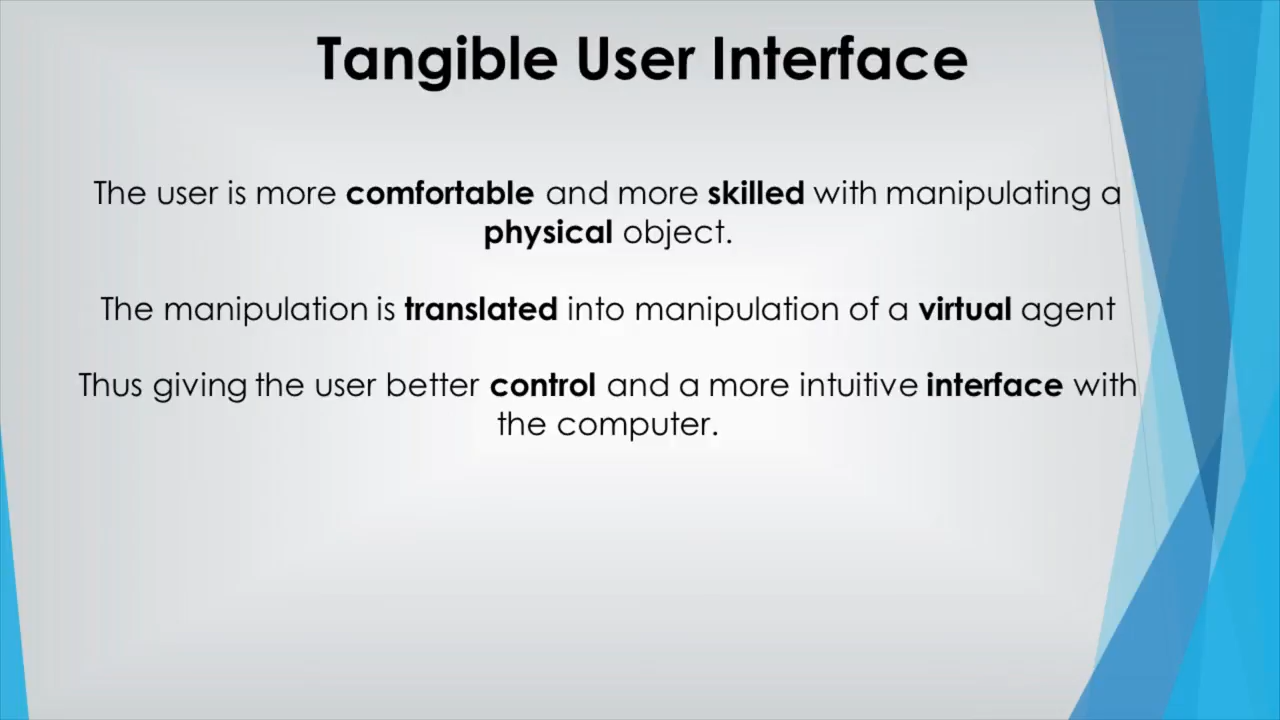 Tangible User Interface
The user is more comfortable and more skilled with manipulating a
physical object.
The manipulation is translated into manipulation of a virtual agent
Thus giving the user better control and a more intuitive interface with
the computer.